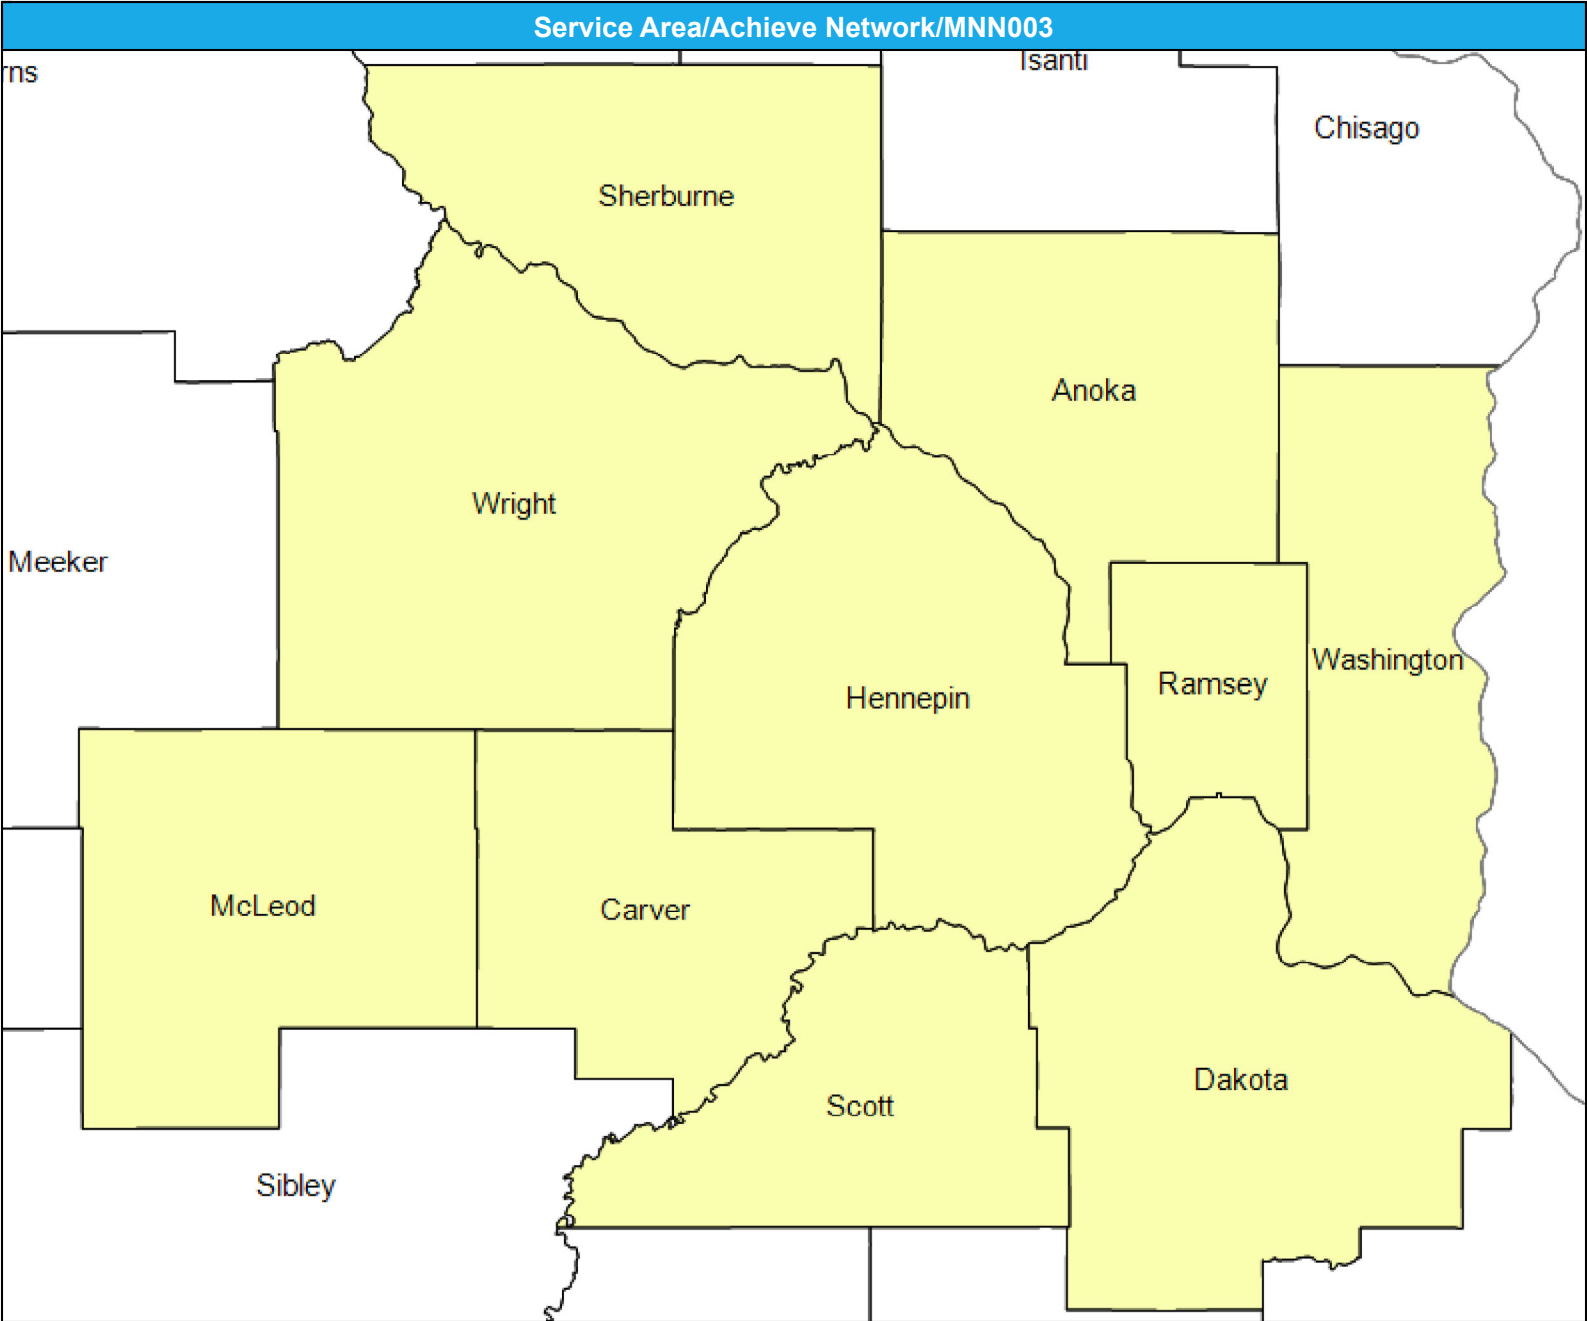 Service Area/Achieve Network/MNN003
rns
Isanti
Chisago
Sherburne
Anoka
Wright
Meeker
Washington
Ramsey
Hennepin
McLeod
Carver
Dakota
Scott
Sibley